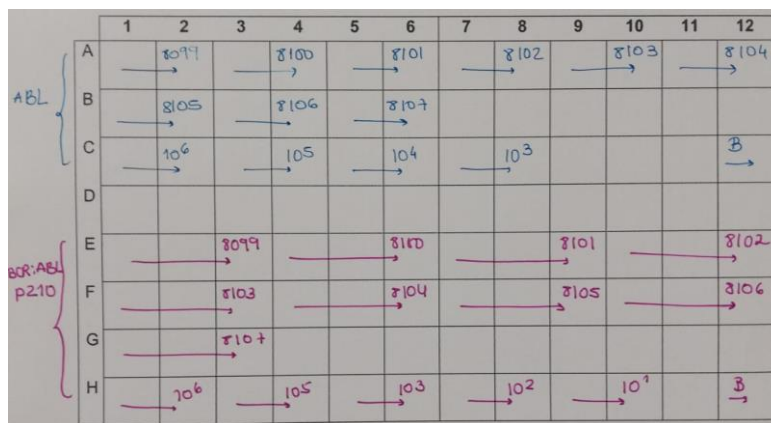 1 2 3 4 5 6 7 8 9 10 11 12
A 8099 8100 8101 8102 8103 8104
ABL
B 8105 8106 8107
C 10⁶ 10⁵ 10⁴ 10³ B
D
E 8099 8100 8101 8102
BCR:ABL
p210
F 8103 8104 8105 8106
G 8107
H 10⁶ 10⁵ 10³ 10² 10¹ B